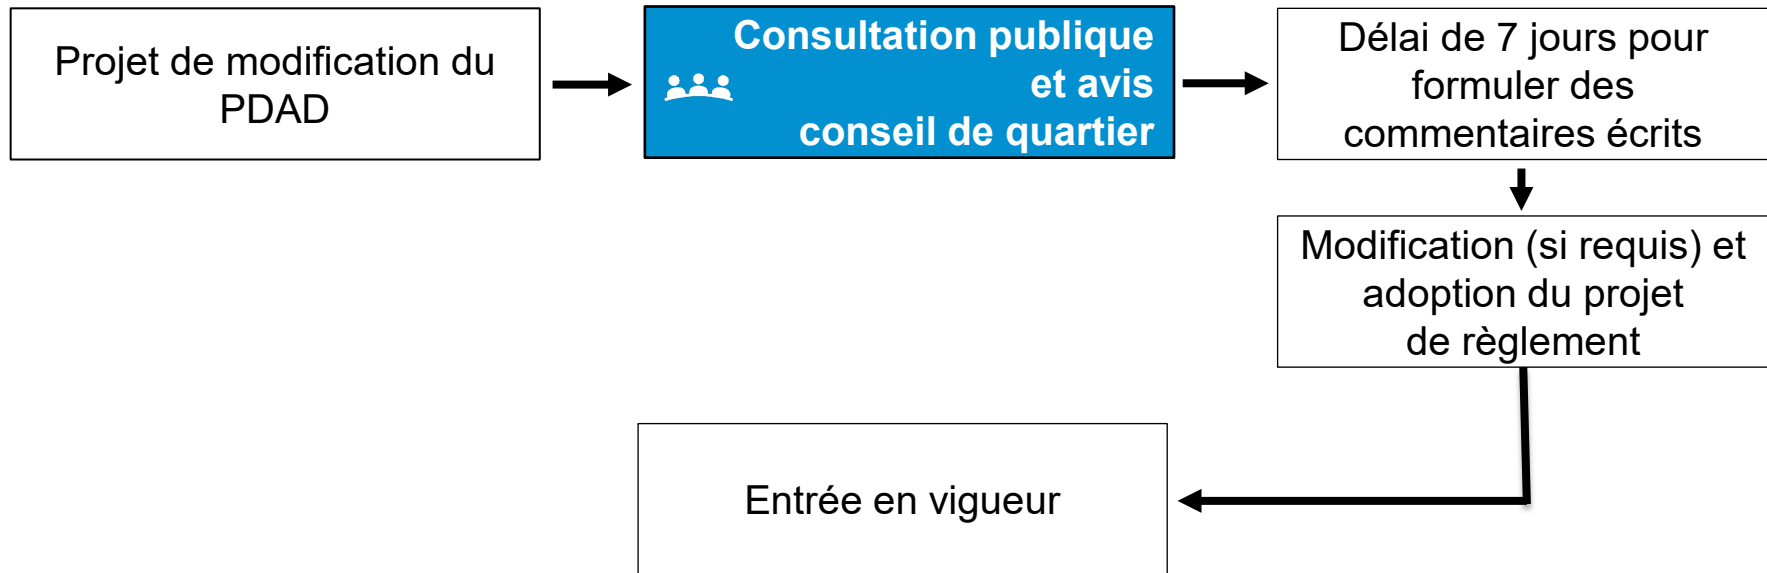 Projet de modification du
PDAD
Consultation publique
et avis
conseil de quartier
Délai de 7 jours pour
formuler des
commentaires écrits
Modification (si requis) et
adoption du projet
de règlement
Entrée en vigueur